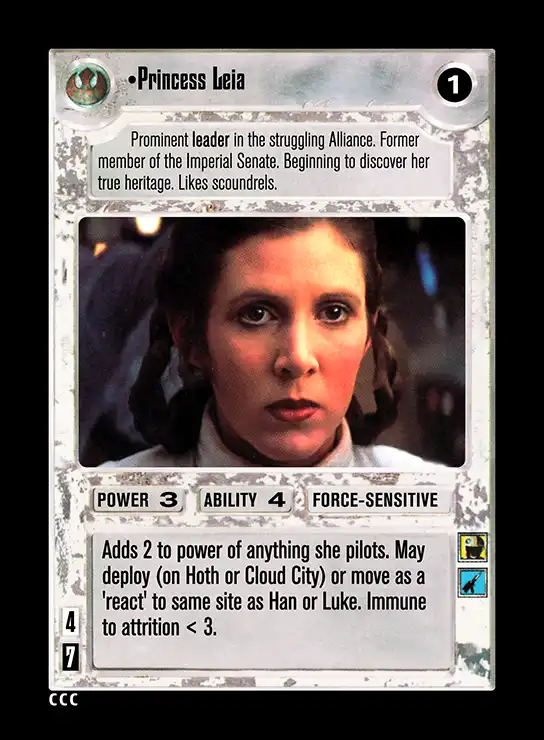 •Princess Leia
1
Prominent leader in the struggling Alliance. Former
member of the Imperial Senate. Beginning to discover her
true heritage. Likes scoundrels.
POWER 3 ABILITY 4 FORCE-SENSITIVE
Adds 2 to power of anything she pilots. May
deploy (on Hoth or Cloud City) or move as a
'react' to same site as Han or Luke. Immune
to attrition < 3.
4
7
CCC